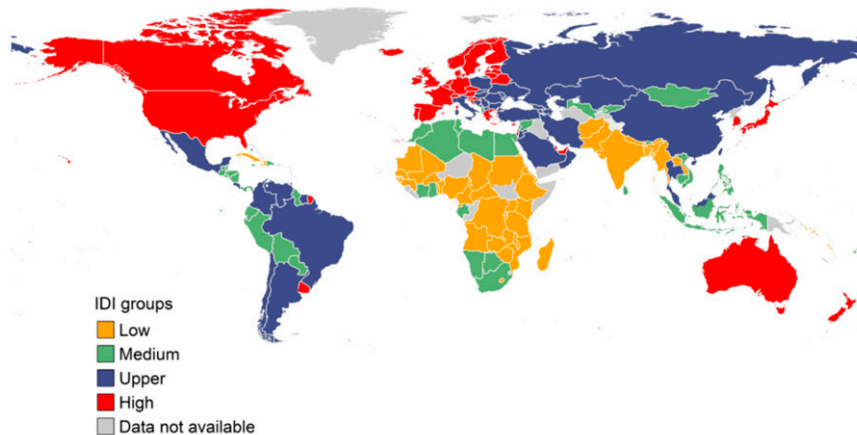 IDI groups
Low
Medium
Upper
High
Data not available